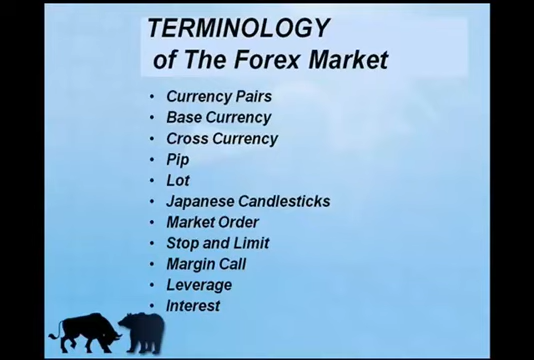 TERMINOLOGY
of The Forex Market
• Currency Pairs
• Base Currency
• Cross Currency
• Pip
• Lot
• Japanese Candlesticks
• Market Order
• Stop and Limit
• Margin Call
• Leverage
• Interest